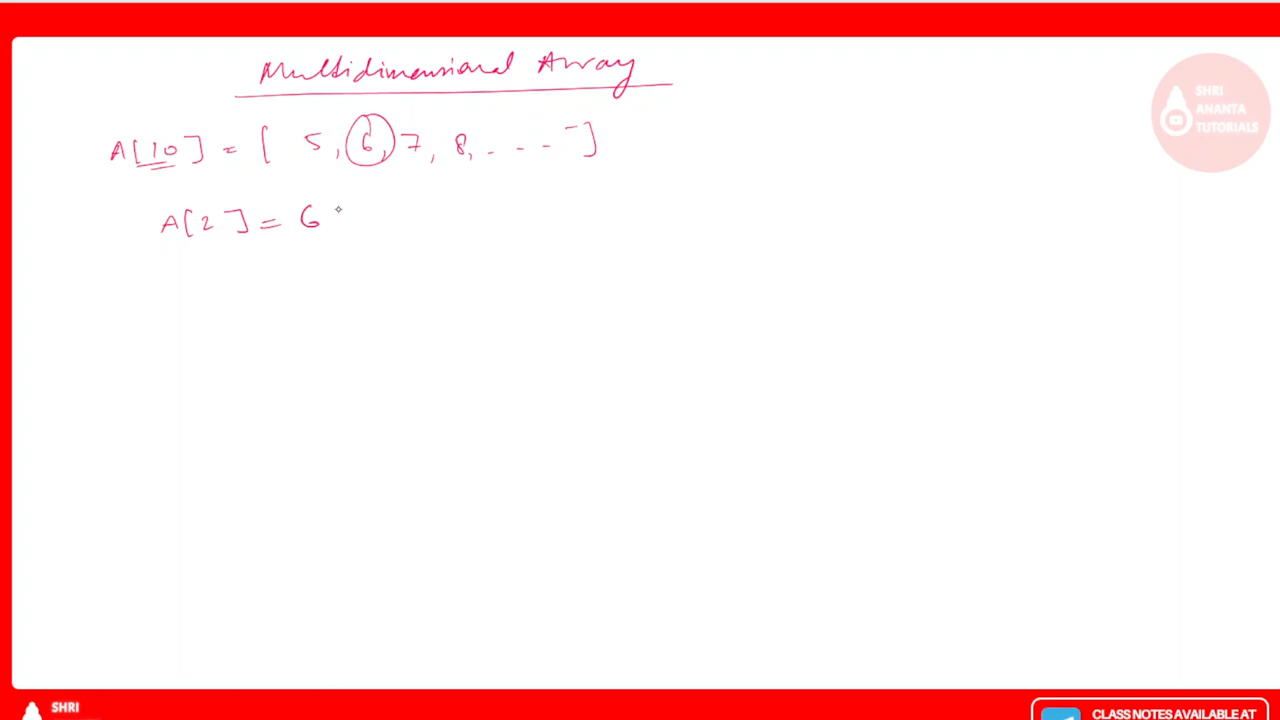 Multidimensional Array
SHRI
ANANTA
TUTORIALS
A[10] = [ 5, 6, 7, 8, - - - - ]
A[2] = 6
SHRI
CLASS NOTES AVAILABLE AT